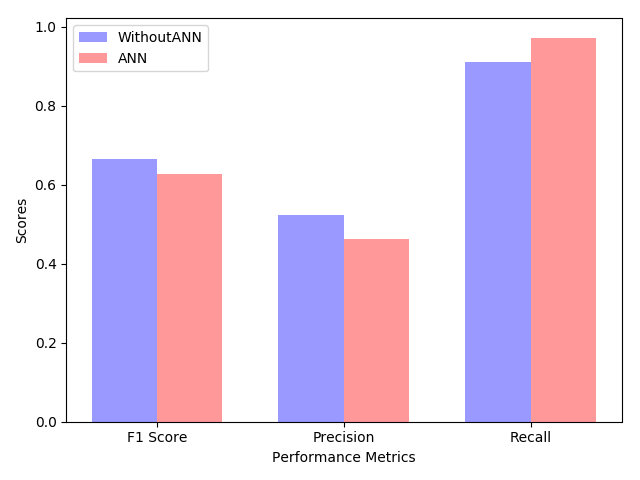 WithoutANN
ANN
1.0
0.8
0.6
0.4
0.2
0.0
Scores
F1 Score
Precision
Recall
Performance Metrics